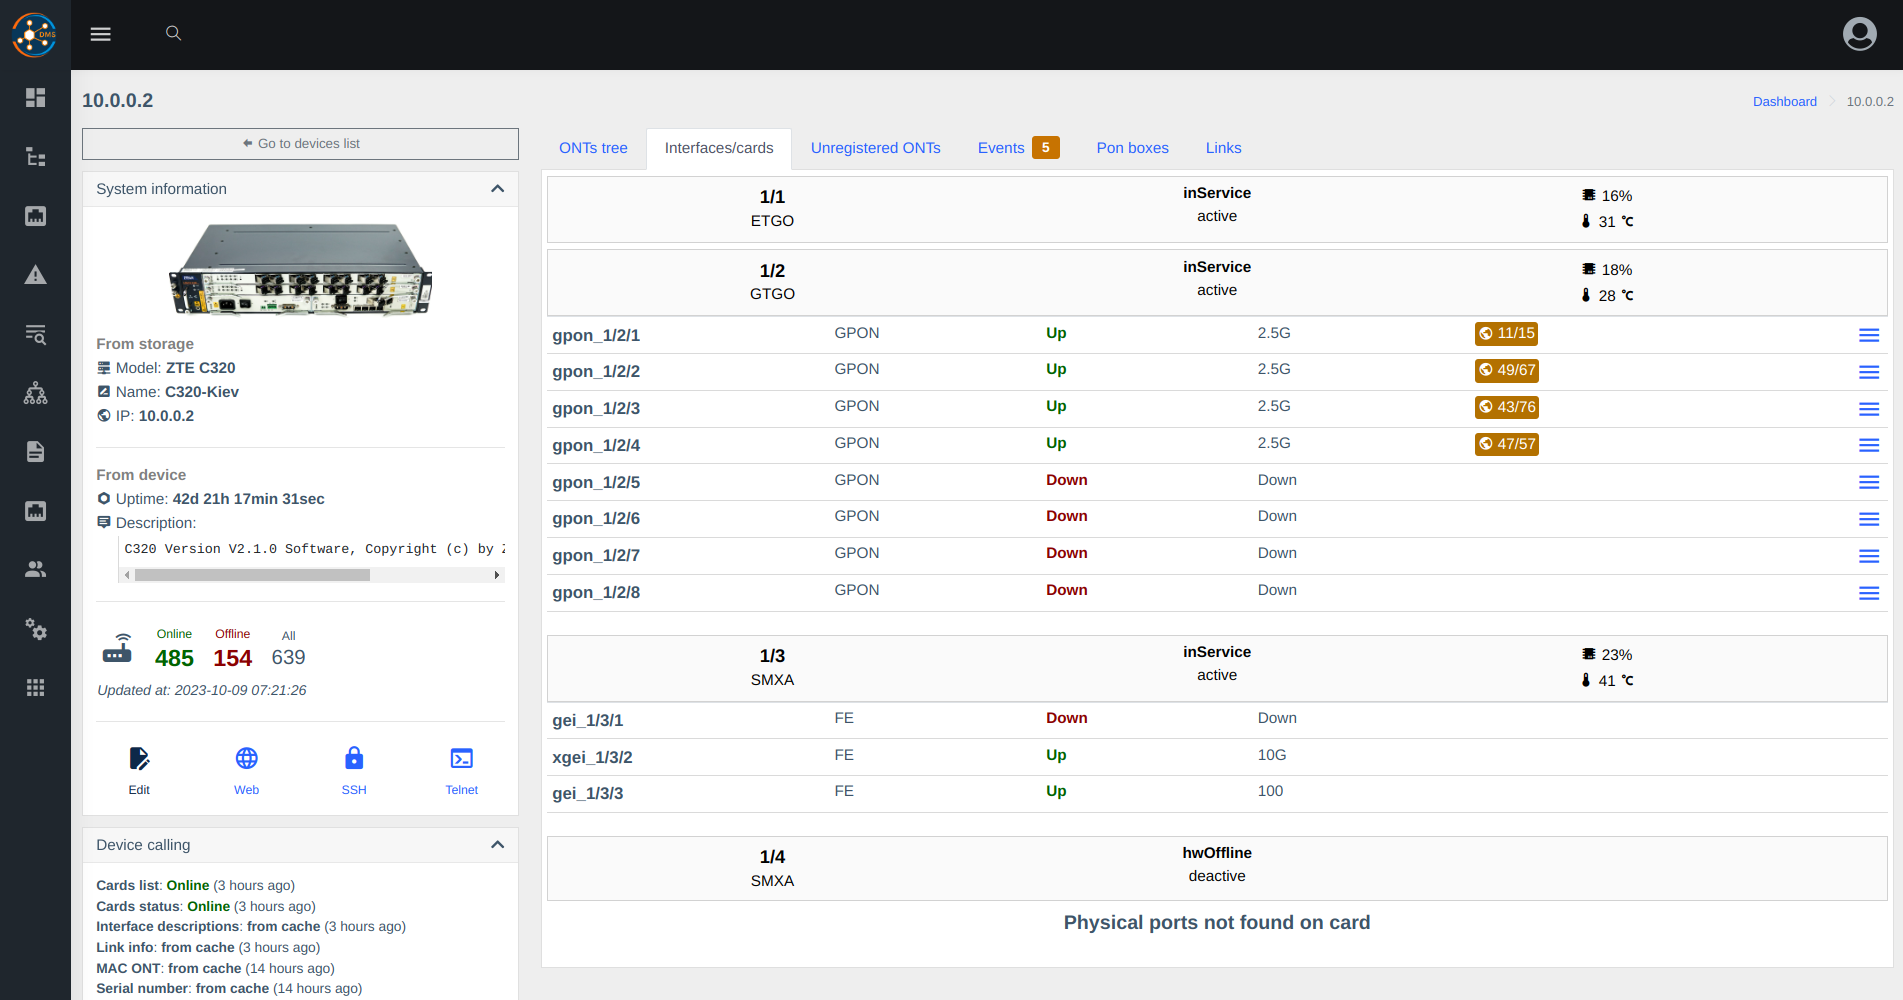 DMS
10.0.0.2
Dashboard
10.0.0.2
Go to devices list
System information
From storage
Model: ZTE C320
Name: C320-Kiev
IP: 10.0.0.2
From device
Uptime: 42d 21h 17min 31sec
Description:
C320 Version V2.1.0 Software, Copyright (c) by
Online Offline All
485 154 639
Updated at: 2023-10-09 07:21:26
Edit Web SSH Telnet
Device calling
Cards list: Online (3 hours ago)
Cards status: Online (3 hours ago)
Interface descriptions: from cache (3 hours ago)
Link info: from cache (3 hours ago)
MAC ONT: from cache (14 hours ago)
Serial number: from cache (14 hours ago)
ONTs tree Interfaces/cards Unregistered ONTs Events 5 Pon boxes Links
1/1 inService 16%
ETGO active 31 °C
1/2 inService 18%
GTGO active 28 °C
gpon_1/2/1 GPON Up 2.5G 11/15
gpon_1/2/2 GPON Up 2.5G 49/67
gpon_1/2/3 GPON Up 2.5G 43/76
gpon_1/2/4 GPON Up 2.5G 47/57
gpon_1/2/5 GPON Down Down
gpon_1/2/6 GPON Down Down
gpon_1/2/7 GPON Down Down
gpon_1/2/8 GPON Down Down
1/3 inService 23%
SMXA active 41 °C
gei_1/3/1 FE Down Down
xgei_1/3/2 FE Up 10G
gei_1/3/3 FE Up 100
1/4 hwOffline
SMXA deactive
Physical ports not found on card